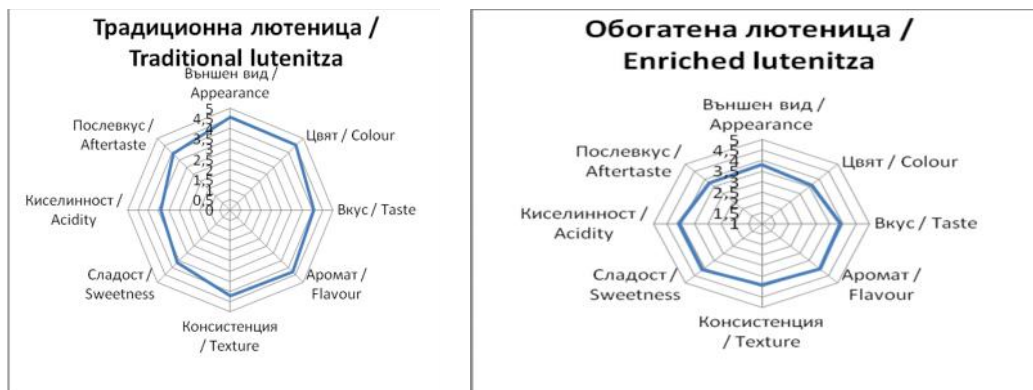 Традиционна лютеница /
Traditional lutenitza
Външен вид /
Appearance
5
4,5
4
3,5
3
2,5
2
1,5
1
0,5
0
Цвят / Colour
Вкус / Taste
Аромат /
Flavour
Консистенция
/ Texture
Сладост /
Sweetness
Киселинност /
Acidity
Послевкус /
Aftertaste
Обогатена лютеница /
Enriched lutenitza
Външен вид /
Appearance
5
4,5
4
3,5
3
2,5
2
1,5
1
Цвят / Colour
Вкус / Taste
Аромат /
Flavour
Консистенция
/ Texture
Сладост /
Sweetness
Киселинност /
Acidity
Послевкус /
Aftertaste